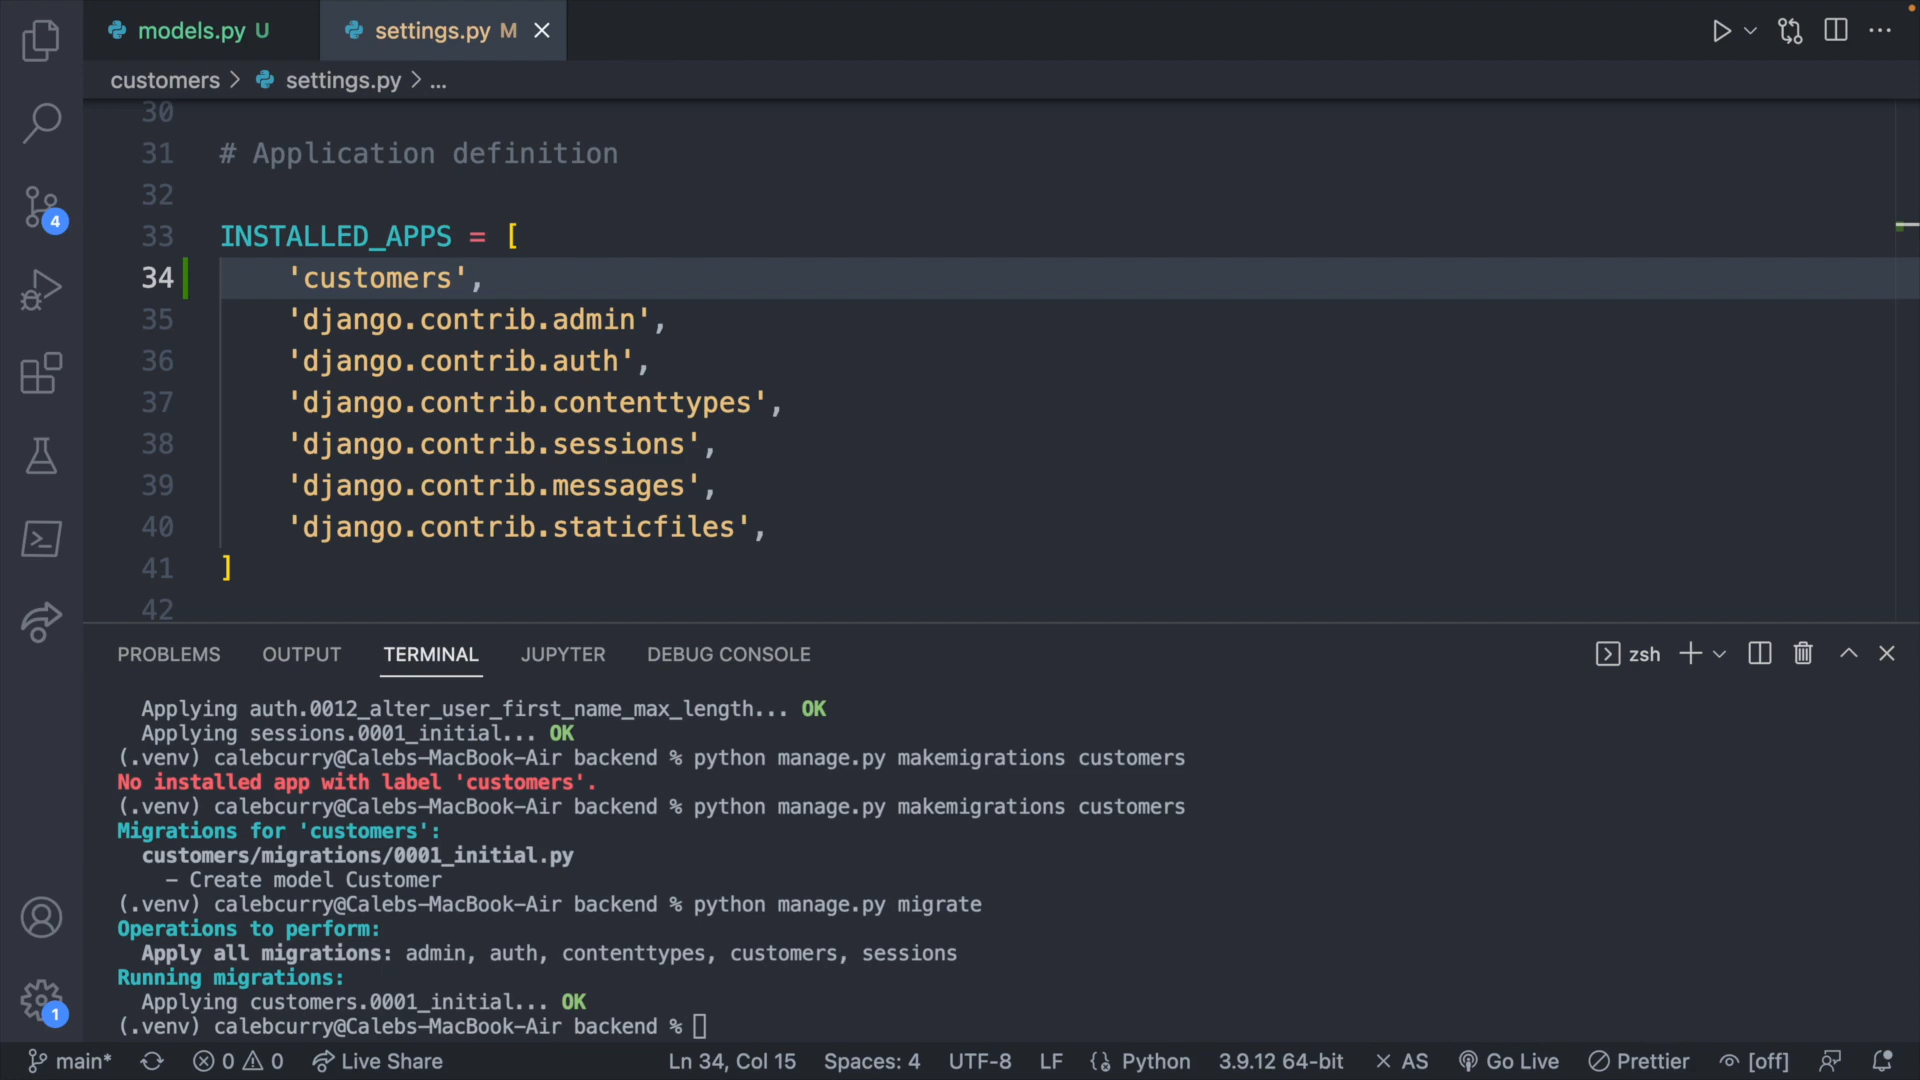 models.py U
settings.py M
customers > settings.py > ...
30
31 # Application definition
32
33 INSTALLED_APPS = [
34 'customers',
35 'django.contrib.admin',
36 'django.contrib.auth',
37 'django.contrib.contenttypes',
38 'django.contrib.sessions',
39 'django.contrib.messages',
40 'django.contrib.staticfiles',
41 ]
42
4
PROBLEMS OUTPUT TERMINAL JUPYTER DEBUG CONSOLE zsh
Applying auth.0012_alter_user_first_name_max_length... OK
Applying sessions.0001_initial... OK
(.venv) calebcurry@Calebs-MacBook-Air backend % python manage.py makemigrations customers
No installed app with label 'customers'.
(.venv) calebcurry@Calebs-MacBook-Air backend % python manage.py makemigrations customers
Migrations for 'customers':
customers/migrations/0001_initial.py
– Create model Customer
(.venv) calebcurry@Calebs-MacBook-Air backend % python manage.py migrate
Operations to perform:
Apply all migrations: admin, auth, contenttypes, customers, sessions
Running migrations:
Applying customers.0001_initial... OK
(.venv) calebcurry@Calebs-MacBook-Air backend %
1
main* 0 0 Live Share Ln 34, Col 15 Spaces: 4 UTF-8 LF Python 3.9.12 64-bit AS Go Live Prettier [off]